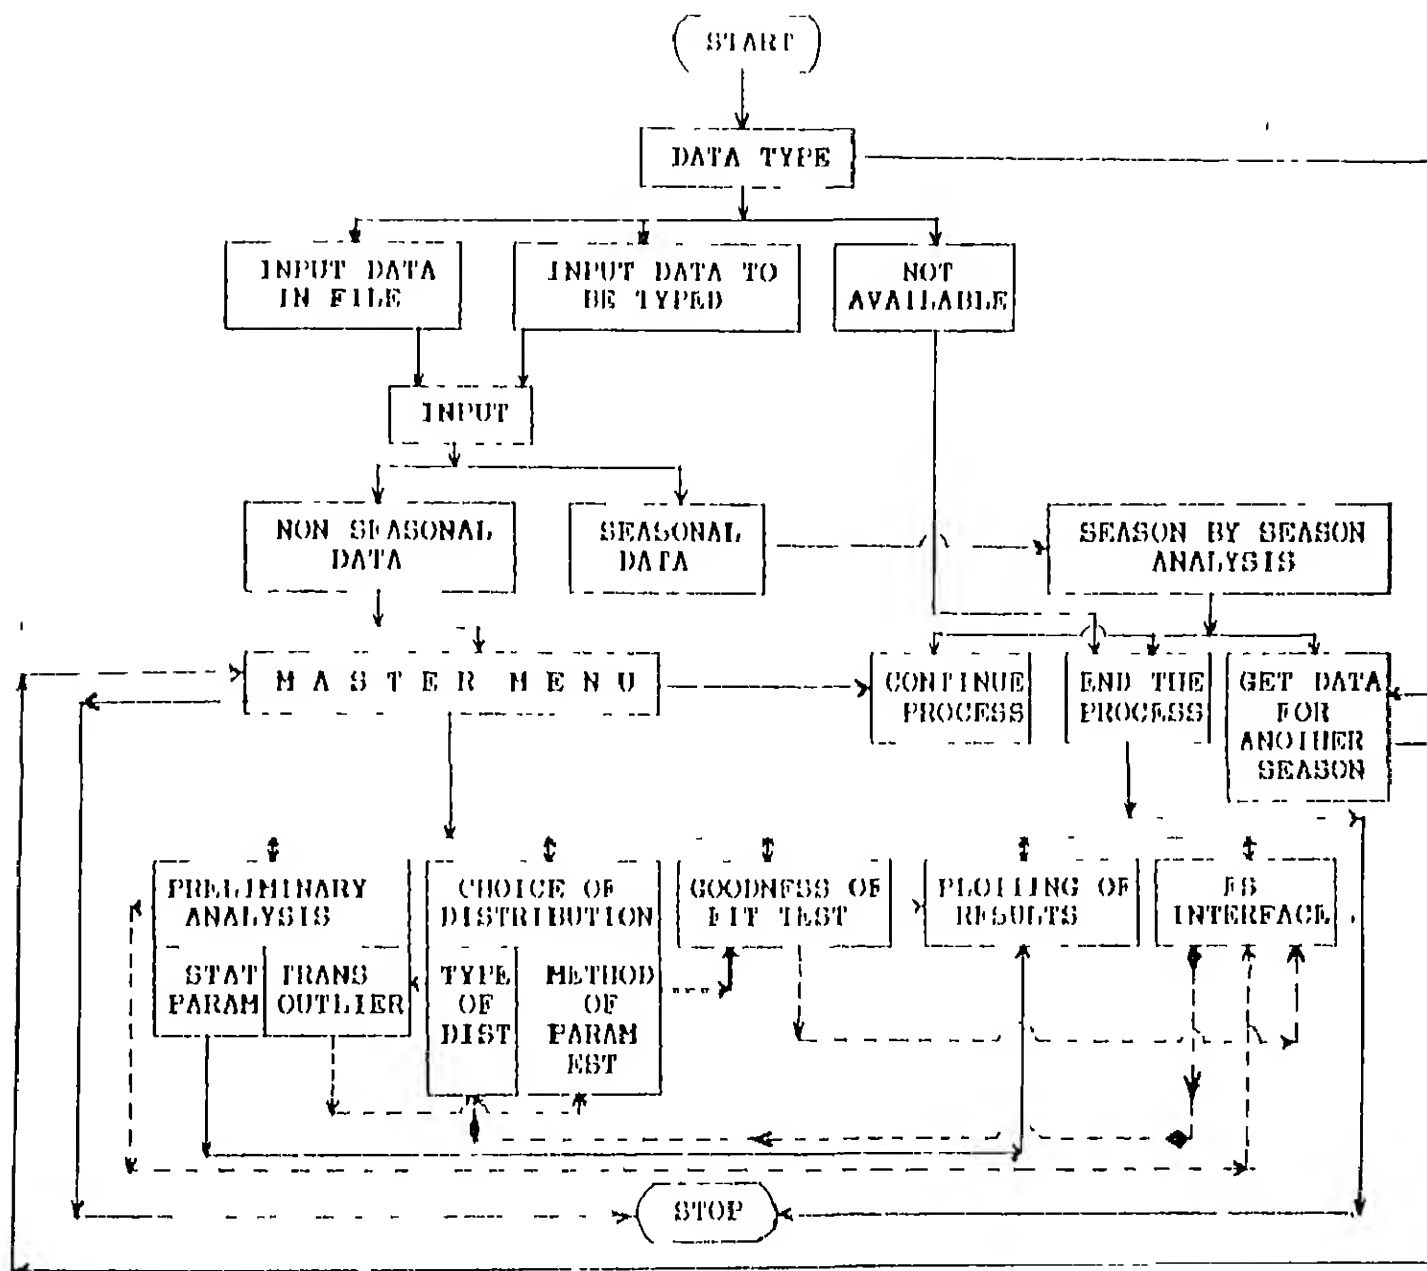 START
DATA TYPE
INPUT DATA
IN FILE
INPUT DATA TO
BE TYPED
NOT
AVAILABLE
INPUT
NON SEASONAL
DATA
SEASONAL
DATA
SEASON BY SEASON
ANALYSIS
MASTER MENU
CONTINUE
PROCESS
END THE
PROCESS
GET DATA
FOR
ANOTHER
SEASON
PRELIMINARY
ANALYSIS
STAT
PARAM
TRANS
OUTLIER
CHOICE OF
DISTRIBUTION
TYPE
OF
DIST
METHOD
OF
PARAM
EST
GOODNESS OF
FIT TEST
PLOTTING OF
RESULTS
ES
INTERFACE
STOP